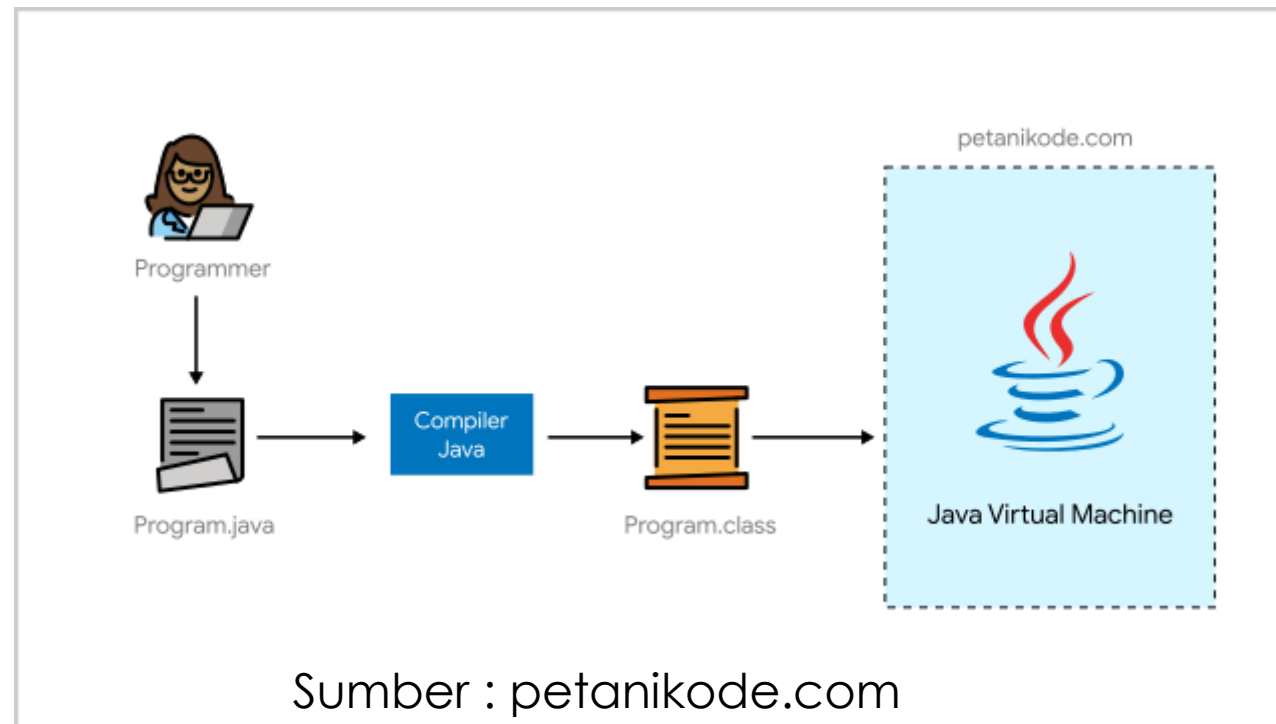 petanikode.com
Programmer
Compiler
Java
Program.java
Program.class
Java Virtual Machine
Sumber : petanikode.com